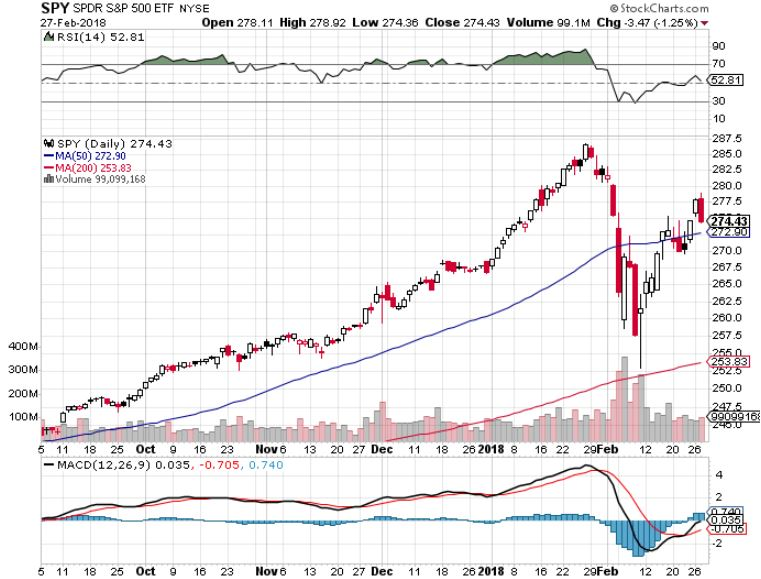 SPY SPDR S&P 500 ETF NYSE © StockCharts.com
27-Feb-2018 Open 278.11 High 278.92 Low 274.36 Close 274.43 Volume 99.1M Chg -3.47 (-1.25%)
RSI(14) 52.81
90
70
52.81
30
10
SPY (Daily) 274.43
MA(50) 272.90
MA(200) 253.83
Volume 99,099,168
287.5
285.0
282.5
280.0
277.5
274.43
272.90
270.0
267.5
265.0
262.5
260.0
257.5
255.0
253.83
252.5
250.0
247.5
99099168
245.0
400M
300M
200M
100M
5 11 18 25 Oct 9 16 23 Nov 6 13 20 27 Dec 11 18 26 2018 8 16 22 29 Feb 12 20 26
MACD(12,26,9) 0.035, -0.705, 0.740
4
2
0.740
0.035
-0.705
-2
5 11 18 25 Oct 9 16 23 Nov 6 13 20 27 Dec 11 18 26 2018 8 16 22 29 Feb 12 20 26